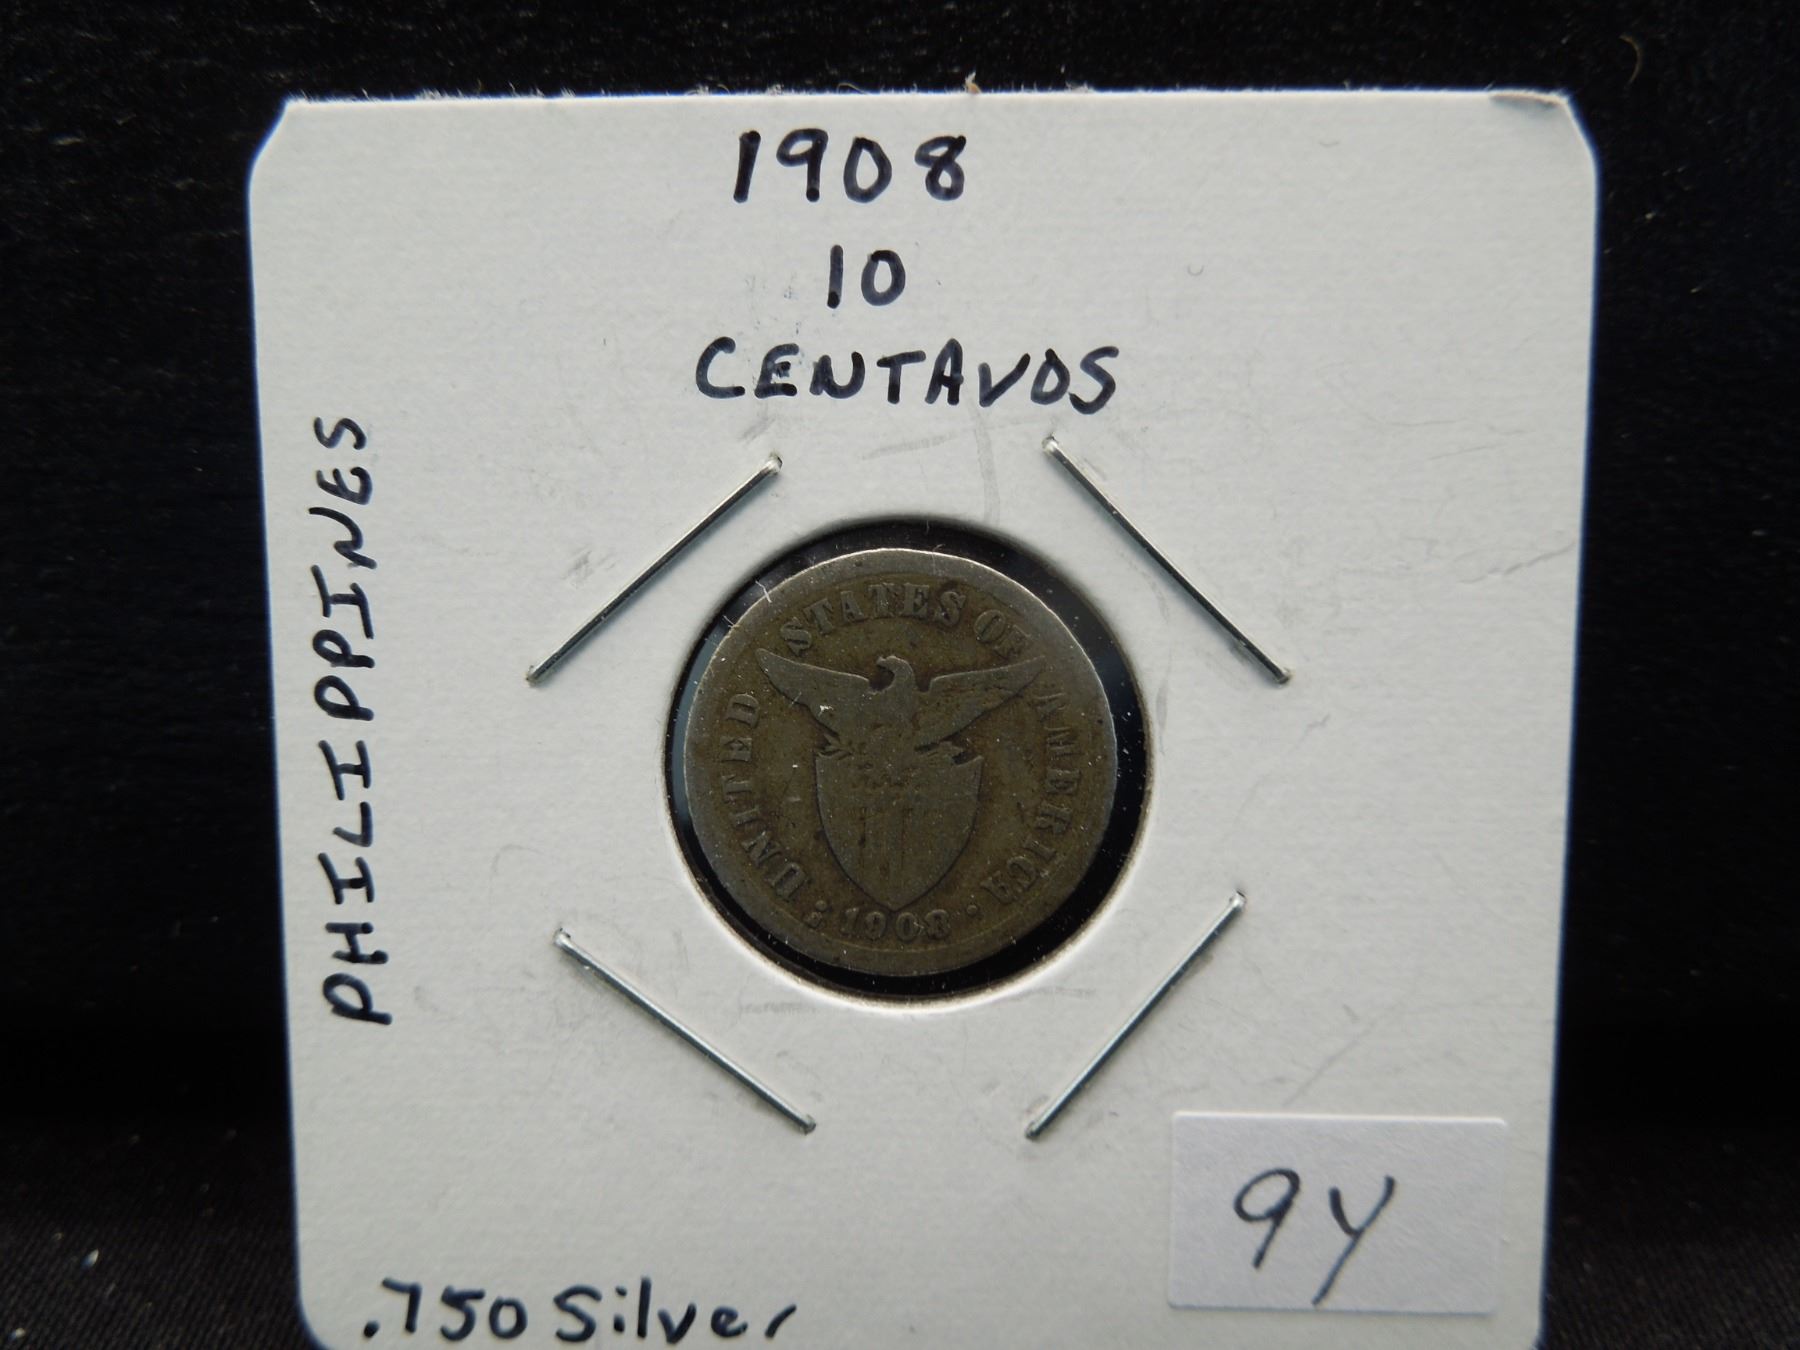 1908
10
CENTAVOS
PHILIPPINES
UNITED STATES OF AMERICA
1908
9Y
.750 Silver